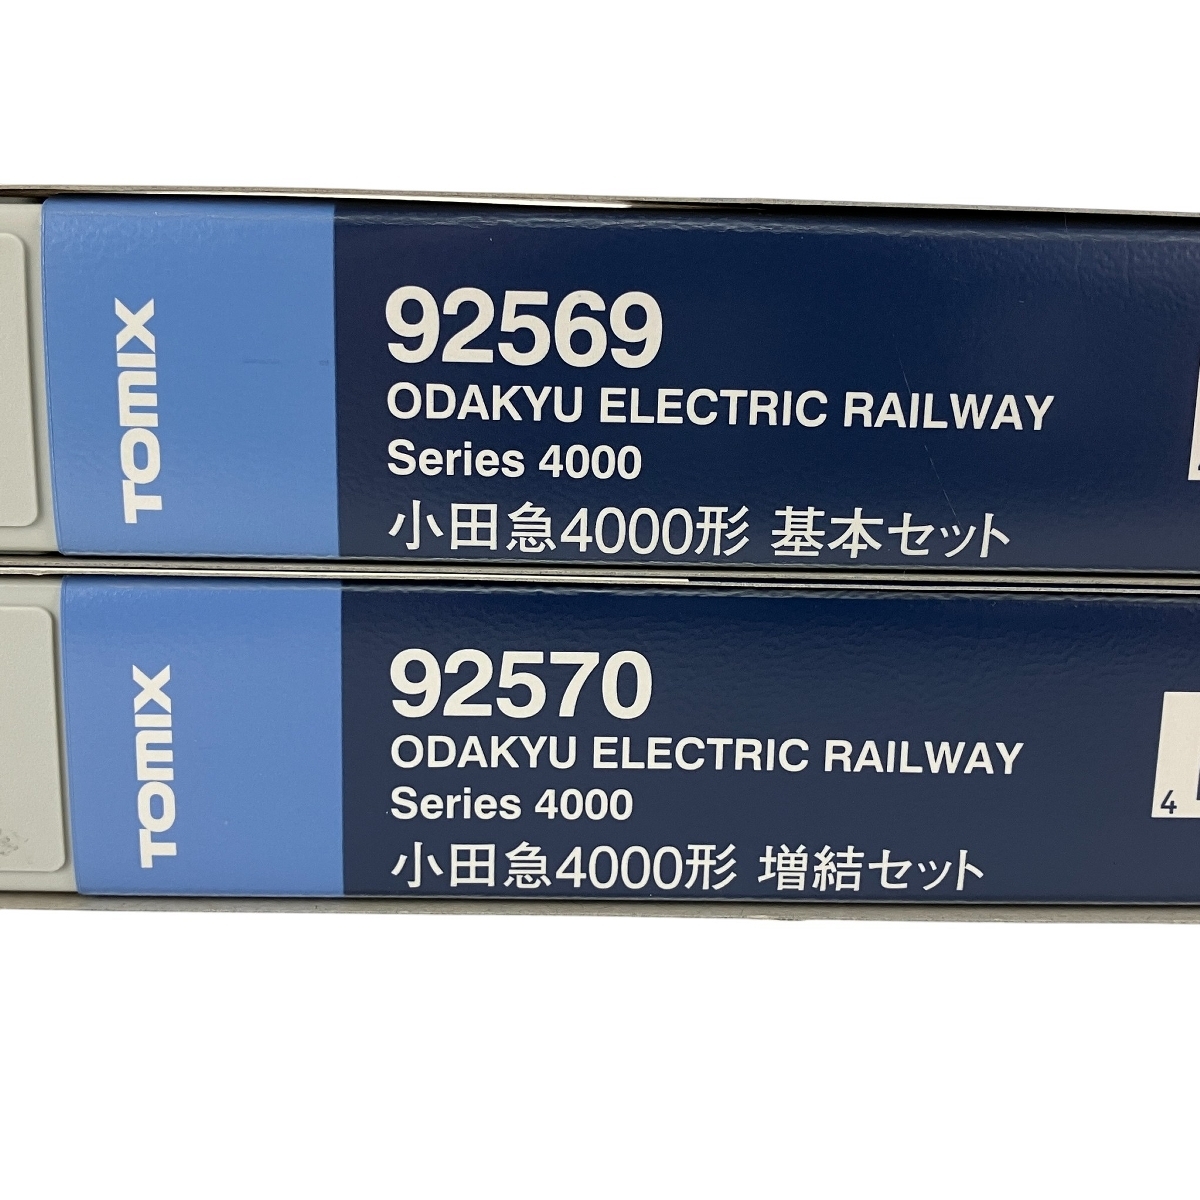 TOMIX
92569
ODAKYU ELECTRIC RAILWAY
Series 4000
小田急4000形 基本セット
TOMIX
92570
ODAKYU ELECTRIC RAILWAY
Series 4000
小田急4000形 増結セット
4